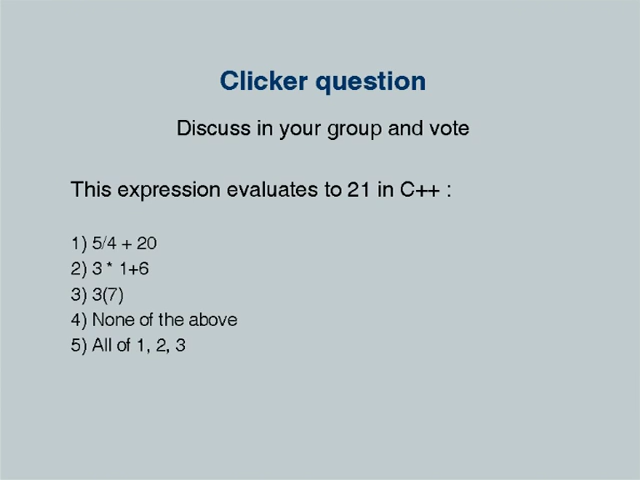 Clicker question
Discuss in your group and vote
This expression evaluates to 21 in C++ :
1) 5/4 + 20
2) 3 * 1+6
3) 3(7)
4) None of the above
5) All of 1, 2, 3